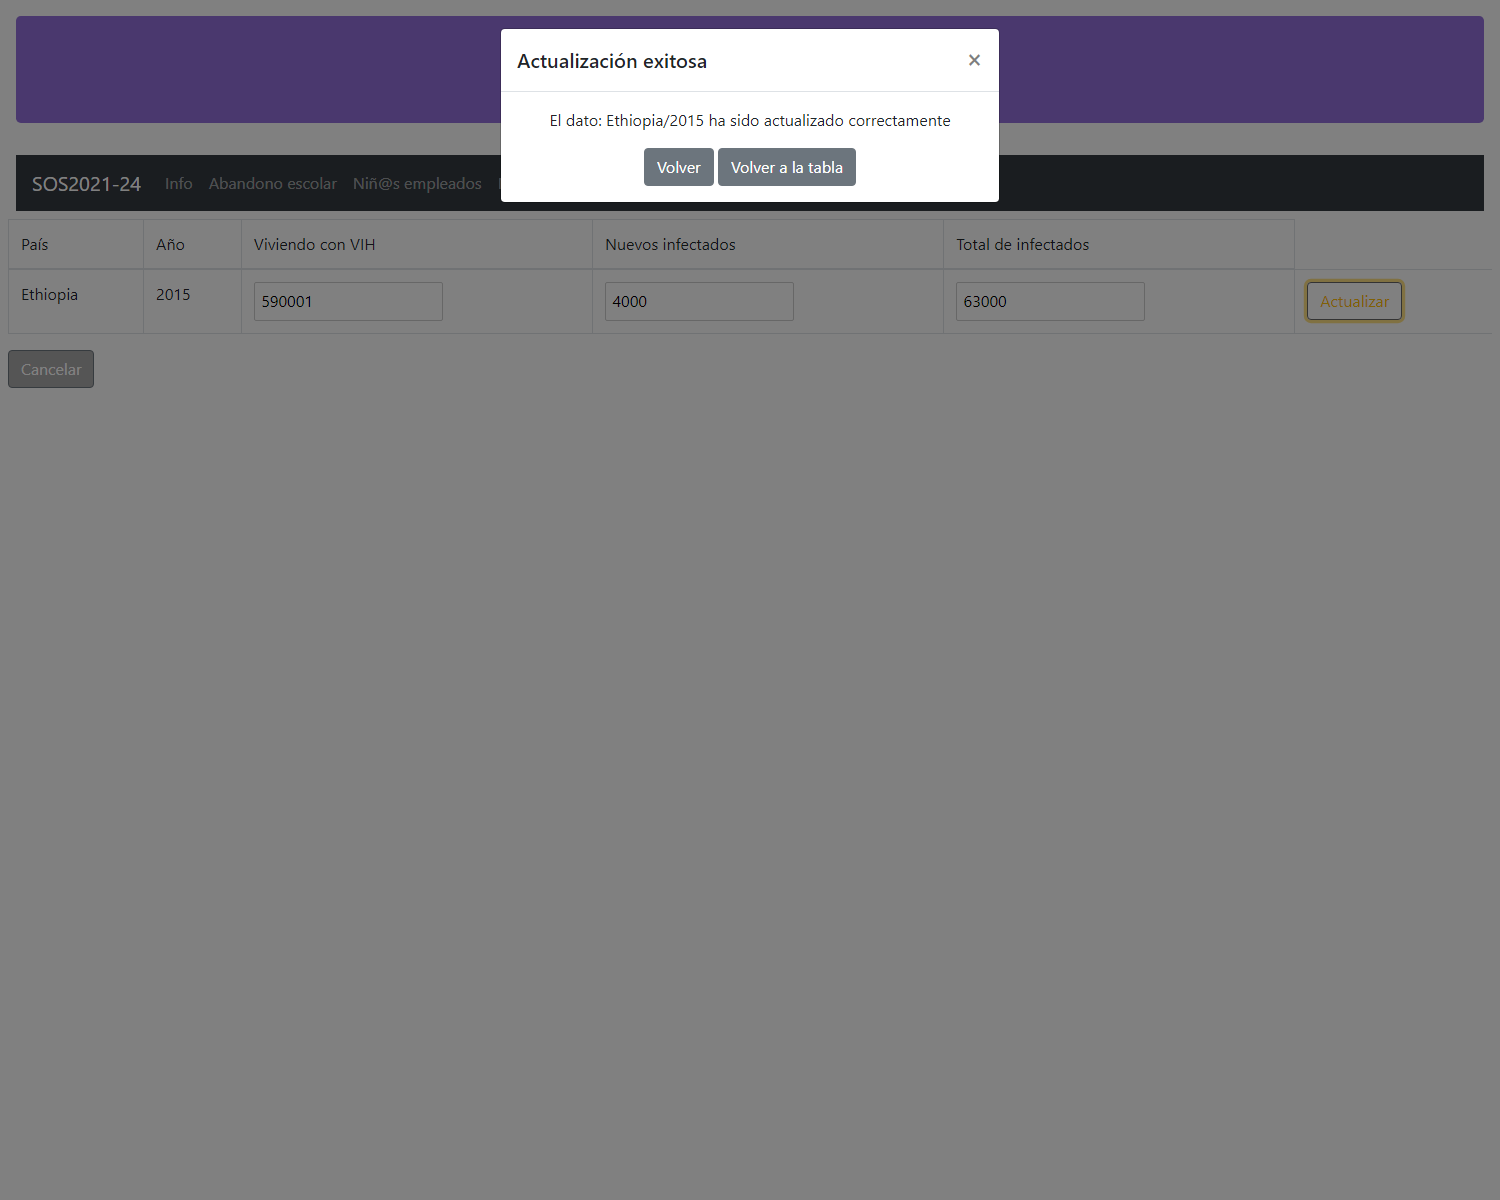 Actualización exitosa
×
El dato: Ethiopia/2015 ha sido actualizado correctamente
Volver Volver a la tabla
SOS2021-24 Info Abandono escolar Niñ@s empleados
País Año Viviendo con VIH Nuevos infectados Total de infectados
Ethiopia 2015 590001 4000 63000 Actualizar
Cancelar